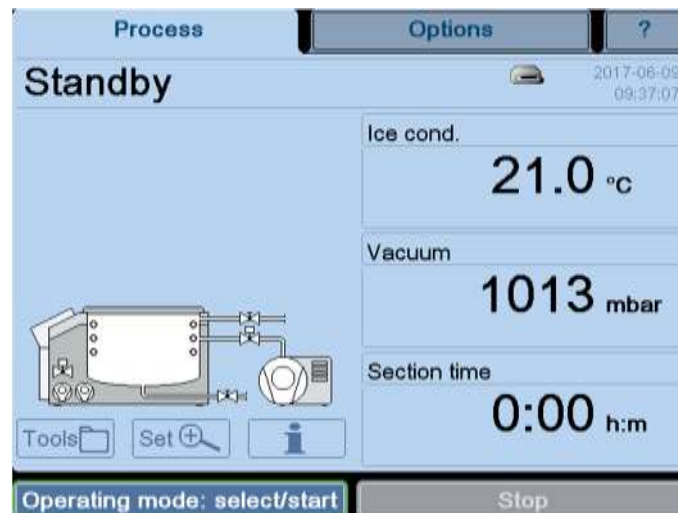 Process
Options
?
Standby
2017-06-09
09:37:07
Ice cond.
21.0 °C
Vacuum
1013 mbar
Section time
0:00 h:m
Tools
Set
i
Operating mode: select/start
Stop